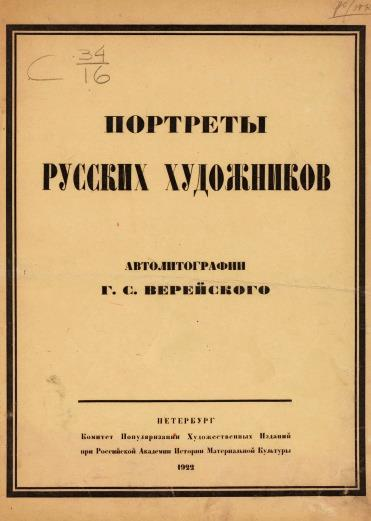 С 34
16
ПОРТРЕТЫ
РУССКИХ ХУДОЖНИКОВ
АВТОЛИТОГРАФИИ
Г. С. ВЕРЕЙСКОГО
ПЕТЕРБУРГ
Комитет Популяризации Художественных Изданий
при Российской Академии Истории Материальной Культуры
1922